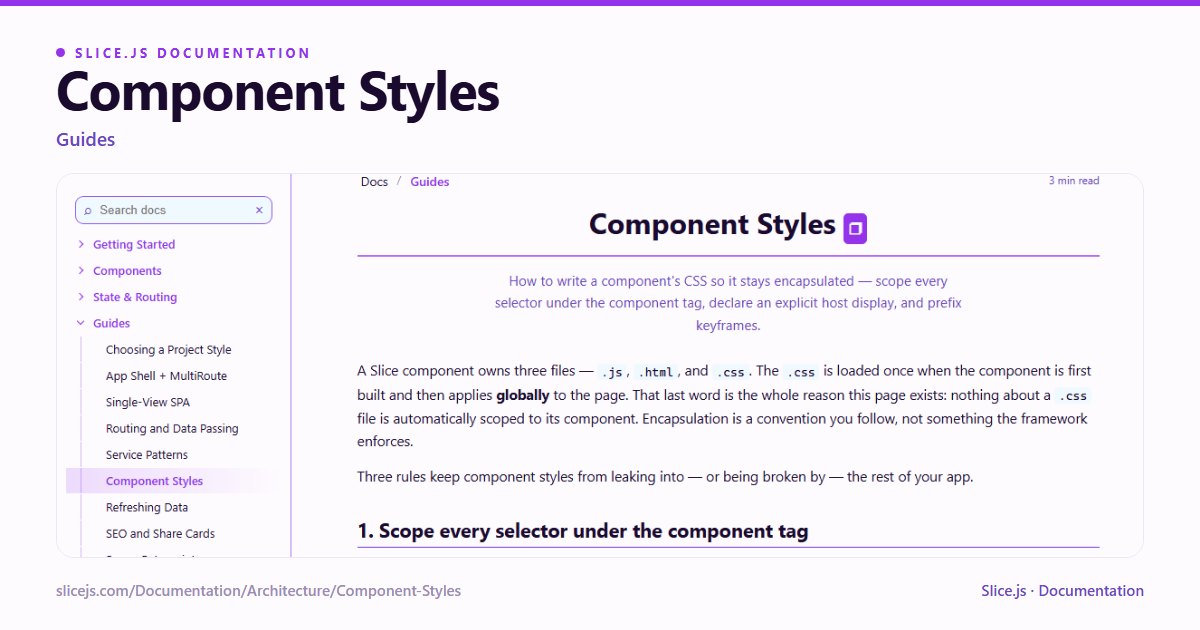 SLICE.JS DOCUMENTATION
Component Styles
Guides
Search docs
Getting Started
Components
State & Routing
Guides
Choosing a Project Style
App Shell + MultiRoute
Single-View SPA
Routing and Data Passing
Service Patterns
Component Styles
Refreshing Data
SEO and Share Cards
Docs / Guides
3 min read
Component Styles
How to write a component's CSS so it stays encapsulated — scope every
selector under the component tag, declare an explicit host display, and prefix
keyframes.
A Slice component owns three files — .js, .html, and .css. The .css is loaded once when the component is first
built and then applies globally to the page. That last word is the whole reason this page exists: nothing about a .css
file is automatically scoped to its component. Encapsulation is a convention you follow, not something the framework
enforces.
Three rules keep component styles from leaking into — or being broken by — the rest of your app.
1. Scope every selector under the component tag
slicejs.com/Documentation/Architecture/Component-Styles
Slice.js · Documentation